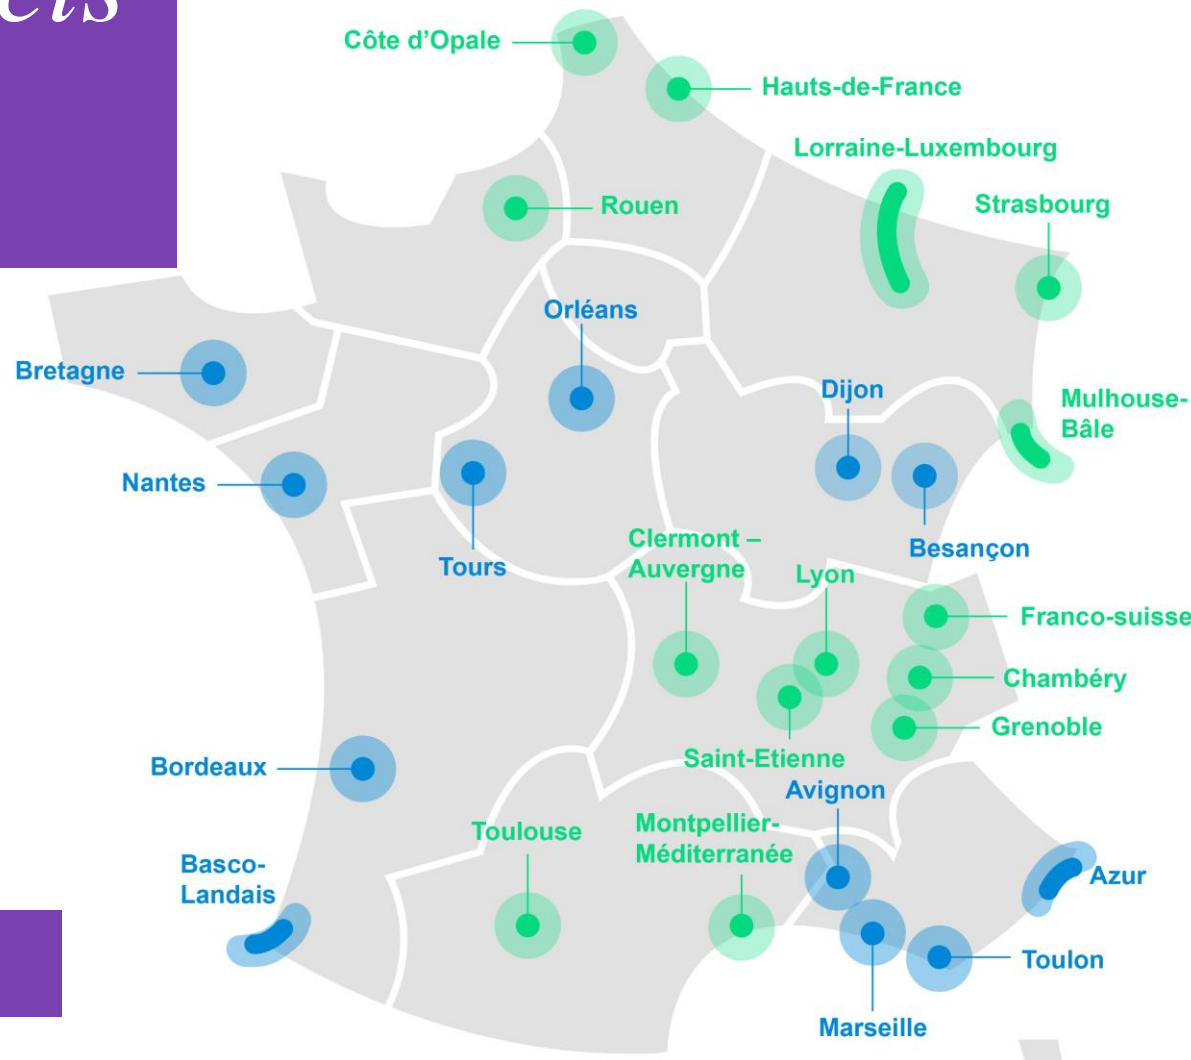 Côte d’Opale
Hauts-de-France
Lorraine-Luxembourg
Rouen
Strasbourg
Orléans
Bretagne
Dijon
Mulhouse-
Bâle
Nantes
Tours
Clermont –
Auvergne
Besançon
Lyon
Franco-suisse
Chambéry
Grenoble
Saint-Etienne
Bordeaux
Avignon
Toulouse
Montpellier-
Méditerranée
Basco-
Landais
Azur
Toulon
Marseille